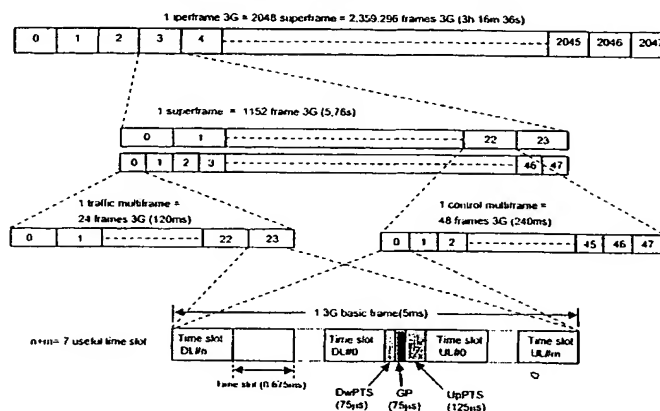 1 iperframe 3G = 2048 superframe = 2,359.296 frames 3G (3h 16m 36s)
0 1 2 3 4 2045 2046 2047
1 superframe = 1152 frame 3G (5,76s)
0 1 22 23
0 1 2 3 46 47
1 traffic multiframe =
24 frames 3G (120ms)
1 control multiframe =
48 frames 3G (240ms)
0 1 22 23
0 1 2 45 46 47
1 3G basic frame(5ms)
n+m= 7 useful time slot
Time slot DL#n
Time slot DL#0
Time slot UL#0
Time slot UL#m
Time slot (0.675ms)
DwPTS (75µs)
GP (75µs)
UpPTS (125µs)